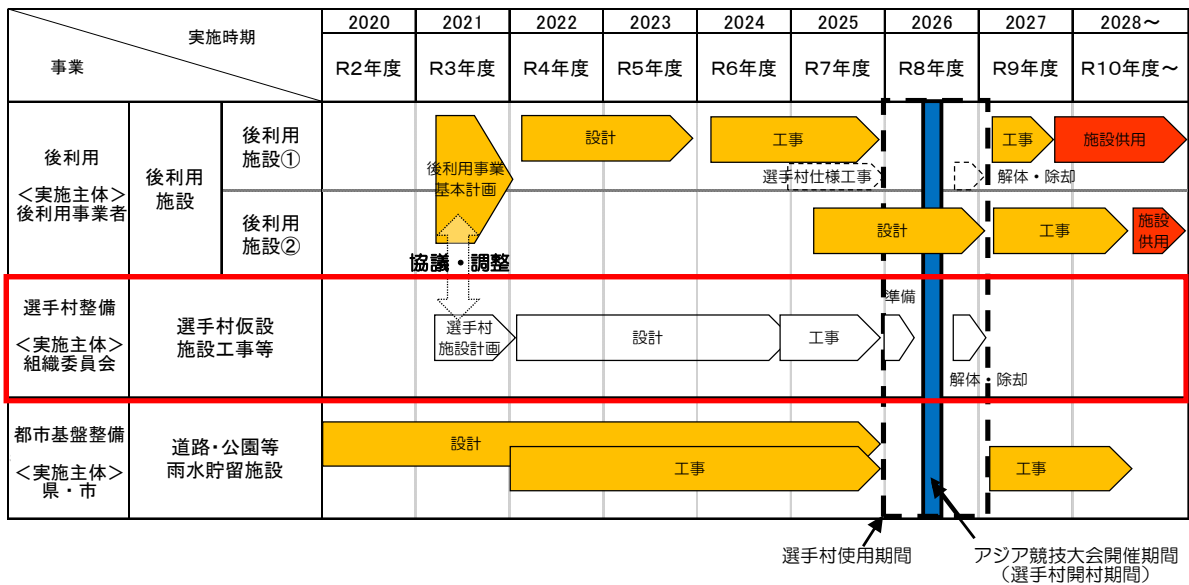 実施時期
事業
2020
2021
2022
2023
2024
2025
2026
2027
2028～
R2年度
R3年度
R4年度
R5年度
R6年度
R7年度
R8年度
R9年度
R10年度～
後利用
＜実施主体＞
後利用事業者
後利用
施設
後利用
施設①
後利用事業
基本計画
設計
工事
選手村仕様工事
工事
施設供用
解体・除却
後利用
施設②
設計
工事
施設
供用
協議・調整
選手村整備
＜実施主体＞
組織委員会
選手村仮設
施設工事等
選手村
施設計画
設計
工事
準備
解体・除却
都市基盤整備
＜実施主体＞
県・市
道路・公園等
雨水貯留施設
設計
工事
工事
選手村使用期間
アジア競技大会開催期間
（選手村開村期間）